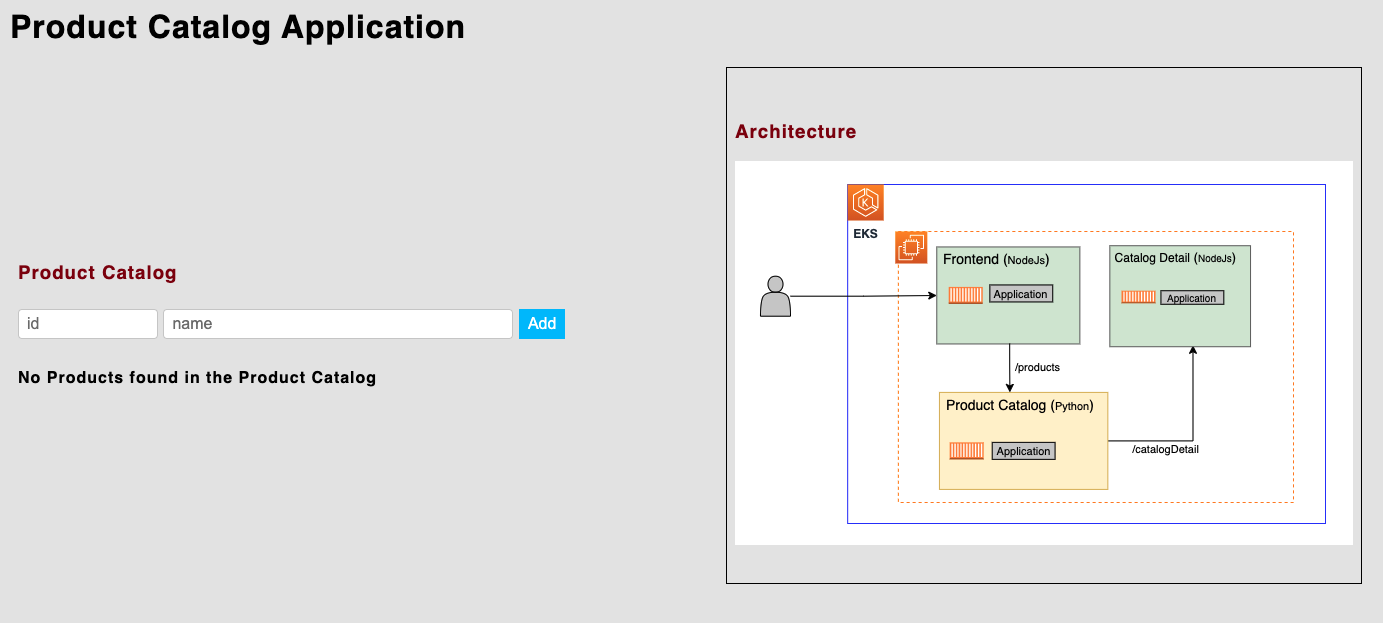 Product Catalog Application
Product Catalog
id
name
Add
No Products found in the Product Catalog
Architecture
EKS
Frontend (NodeJs)
Application
Catalog Detail (NodeJs)
Application
/products
Product Catalog (Python)
Application
/catalogDetail